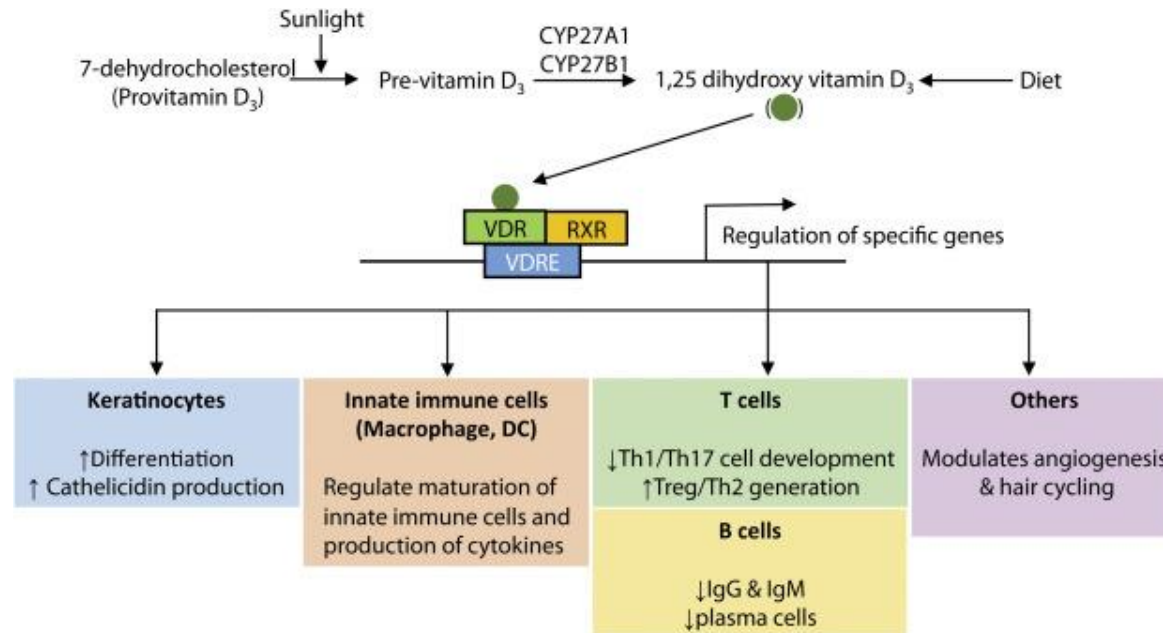 Sunlight
7-dehydrocholesterol
(Provitamin D₃)
Pre-vitamin D₃
CYP27A1
CYP27B1
1,25 dihydroxy vitamin D₃
( )
Diet
VDR
RXR
VDRE
Regulation of specific genes
Keratinocytes
↑Differentiation
↑ Cathelicidin production
Innate immune cells
(Macrophage, DC)
Regulate maturation of
innate immune cells and
production of cytokines
T cells
↓Th1/Th17 cell development
↑Treg/Th2 generation
B cells
↓IgG & IgM
↓plasma cells
Others
Modulates angiogenesis
& hair cycling